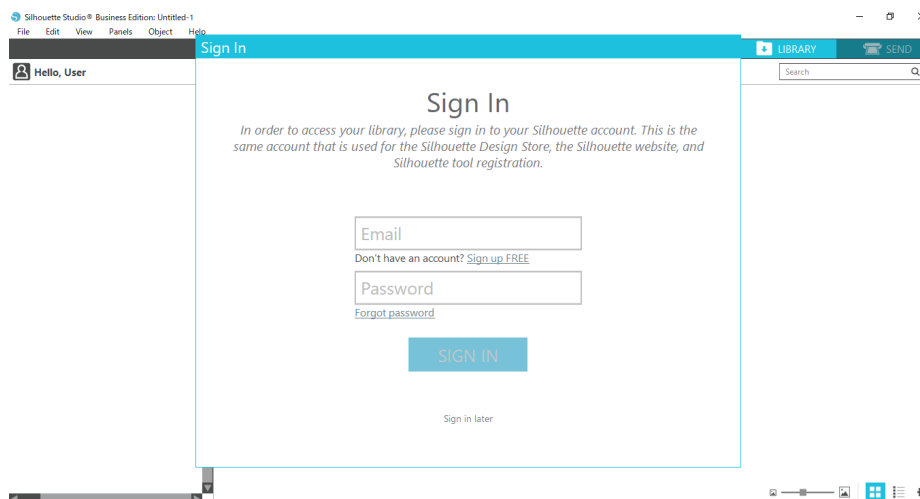 Silhouette Studio® Business Edition: Untitled-1
File Edit View Panels Object Help
Sign In
LIBRARY
SEND
Hello, User
Search
Sign In
In order to access your library, please sign in to your Silhouette account. This is the
same account that is used for the Silhouette Design Store, the Silhouette website, and
Silhouette tool registration.
Email
Don't have an account? Sign up FREE
Password
Forgot password
SIGN IN
Sign in later